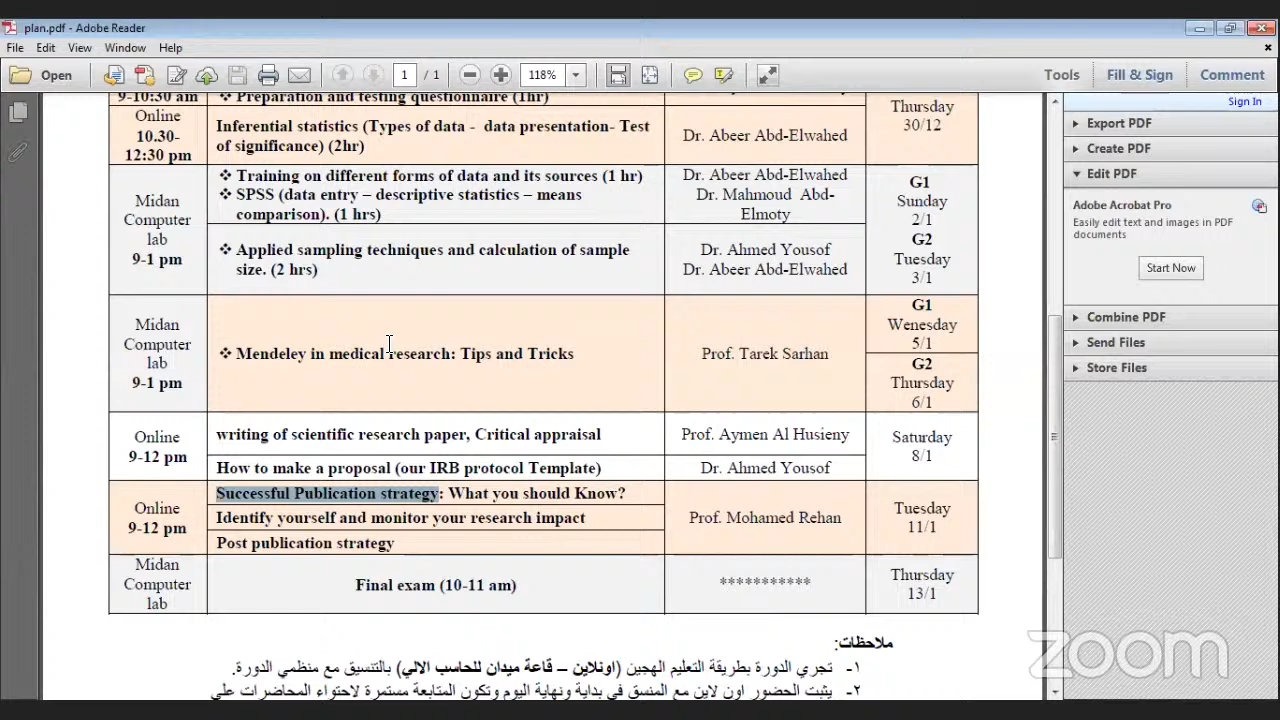 plan.pdf - Adobe Reader
File Edit View Window Help
Open 1 / 1 118% Tools Fill & Sign Comment
Sign In
Export PDF
Create PDF
Edit PDF
Adobe Acrobat Pro
Easily edit text and images in PDF
documents
Start Now
Combine PDF
Send Files
Store Files
9-10:30 am
❖ Preparation and testing questionnaire (1hr)
Thursday
30/12
Online
10.30-
12:30 pm
Inferential statistics (Types of data - data presentation- Test
of significance) (2hr)
Dr. Abeer Abd-Elwahed
Midan
Computer
lab
9-1 pm
❖ Training on different forms of data and its sources (1 hr)
❖ SPSS (data entry – descriptive statistics – means
comparison). (1 hrs)
Dr. Abeer Abd-Elwahed
Dr. Mahmoud Abd-
Elmoty
❖ Applied sampling techniques and calculation of sample
size. (2 hrs)
Dr. Ahmed Yousof
Dr. Abeer Abd-Elwahed
G1
Sunday
2/1
G2
Tuesday
3/1
Midan
Computer
lab
9-1 pm
❖ Mendeley in medical research: Tips and Tricks
Prof. Tarek Sarhan
G1
Wenesday
5/1
G2
Thursday
6/1
Online
9-12 pm
writing of scientific research paper, Critical appraisal
Prof. Aymen Al Husieny
How to make a proposal (our IRB protocol Template)
Dr. Ahmed Yousof
Saturday
8/1
Online
9-12 pm
Successful Publication strategy: What you should Know?
Identify yourself and monitor your research impact
Post publication strategy
Prof. Mohamed Rehan
Tuesday
11/1
Midan
Computer
lab
Final exam (10-11 am)
***********
Thursday
13/1
ملاحظات:
١- تجري الدورة بطريقة التعليم الهجين (اونلاين – قاعة ميدان للحاسب الالي) بالتنسيق مع منظمي الدورة.
٢- يثبت الحضور اون لاين مع المنسق في بداية ونهاية اليوم وتكون المتابعة مستمرة لاحتواء المحاضرات علي
zoom